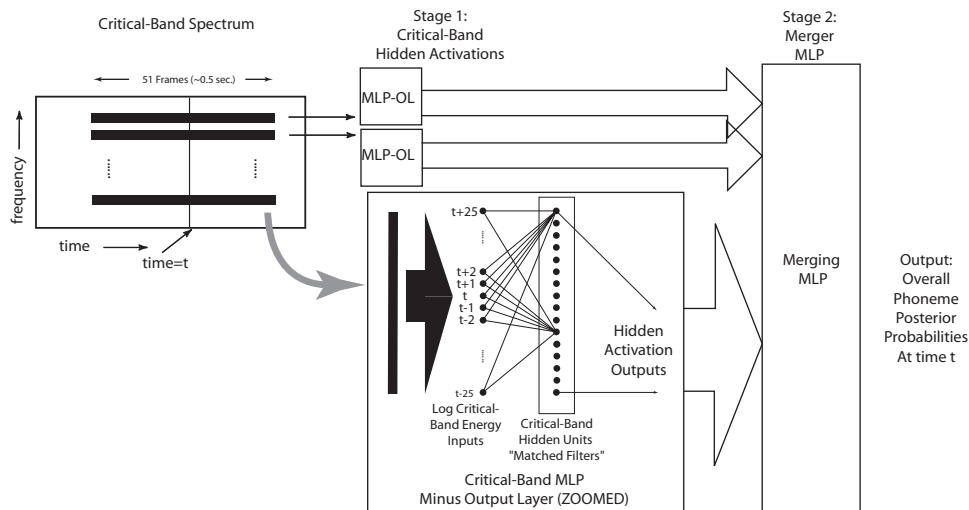 Critical-Band Spectrum
Stage 1:
Critical-Band
Hidden Activations
Stage 2:
Merger
MLP
51 Frames (~0.5 sec.)
frequency
time
time=t
MLP-OL
MLP-OL
t+25
t+2
t+1
t
t-1
t-2
t-25
Log Critical-
Band Energy
Inputs
Critical-Band
Hidden Units
"Matched Filters"
Hidden
Activation
Outputs
Critical-Band MLP
Minus Output Layer (ZOOMED)
Merging
MLP
Output:
Overall
Phoneme
Posterior
Probabilities
At time t